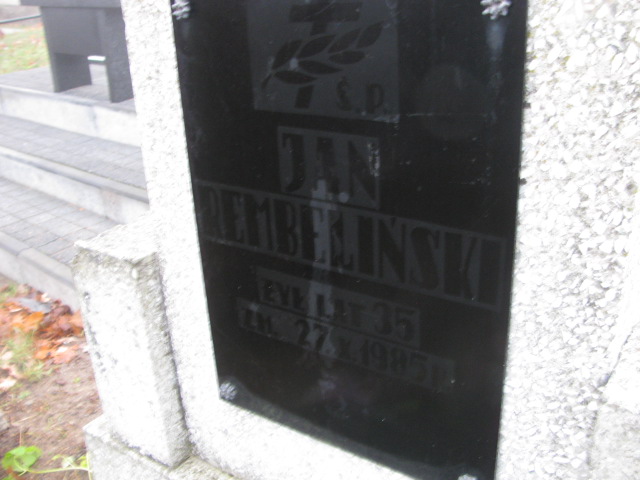 Ś.P.
JAN
REMBELIŃSKI
ŻYŁ LAT 35
ZM. 27.X.1985 R.